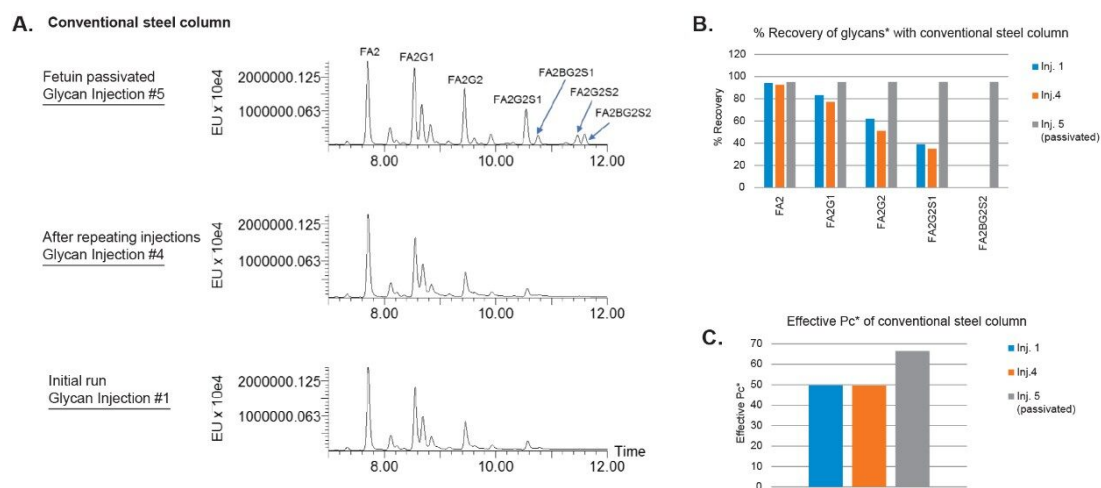 A. Conventional steel column
Fetuin passivated
Glycan Injection #5
EU x 10e4
2000000.125
1000000.063
FA2
FA2G1
FA2G2
FA2G2S1
FA2BG2S1
FA2G2S2
FA2BG2S2
8.00 10.00 12.00
After repeating injections
Glycan Injection #4
EU x 10e4
2000000.125
1000000.063
8.00 10.00 12.00
Initial run
Glycan Injection #1
EU x 10e4
2000000.125
1000000.063
Time
8.00 10.00 12.00
B. % Recovery of glycans* with conventional steel column
% Recovery
120
100
80
60
40
20
0
FA2
FA2G1
FA2G2
FA2G2S1
FA2BG2S2
Inj. 1
Inj.4
Inj. 5
(passivated)
C. Effective Pc* of conventional steel column
Effective Pc*
70
60
50
40
30
20
10
0
Inj. 1
Inj.4
Inj. 5
(passivated)